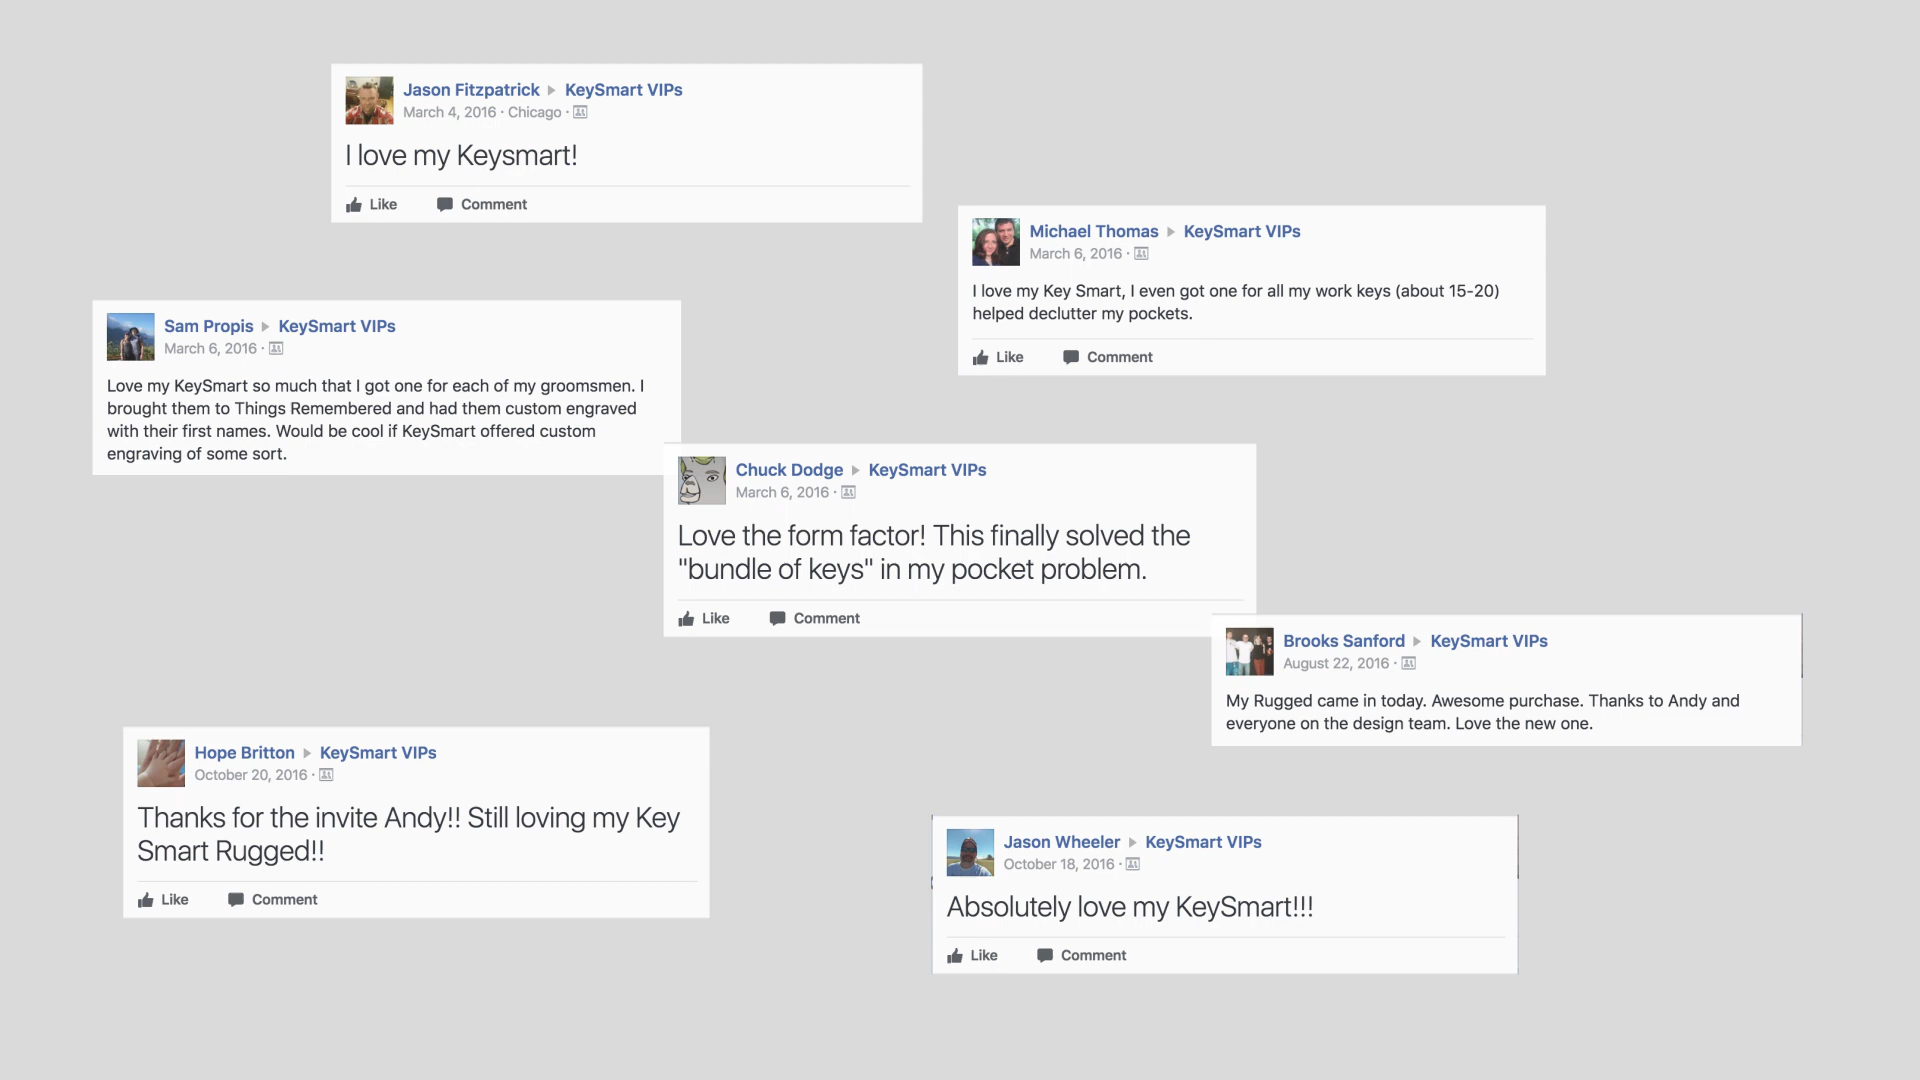 Jason Fitzpatrick ▸ KeySmart VIPs
March 4, 2016 · Chicago ·
I love my Keysmart!
Like Comment
Michael Thomas ▸ KeySmart VIPs
March 6, 2016 ·
I love my Key Smart, I even got one for all my work keys (about 15-20)
helped declutter my pockets.
Like Comment
Sam Propis ▸ KeySmart VIPs
March 6, 2016 ·
Love my KeySmart so much that I got one for each of my groomsmen. I
brought them to Things Remembered and had them custom engraved
with their first names. Would be cool if KeySmart offered custom
engraving of some sort.
Chuck Dodge ▸ KeySmart VIPs
March 6, 2016 ·
Love the form factor! This finally solved the
"bundle of keys" in my pocket problem.
Like Comment
Brooks Sanford ▸ KeySmart VIPs
August 22, 2016 ·
My Rugged came in today. Awesome purchase. Thanks to Andy and
everyone on the design team. Love the new one.
Hope Britton ▸ KeySmart VIPs
October 20, 2016 ·
Thanks for the invite Andy!! Still loving my Key
Smart Rugged!!
Like Comment
Jason Wheeler ▸ KeySmart VIPs
October 18, 2016 ·
Absolutely love my KeySmart!!!
Like Comment